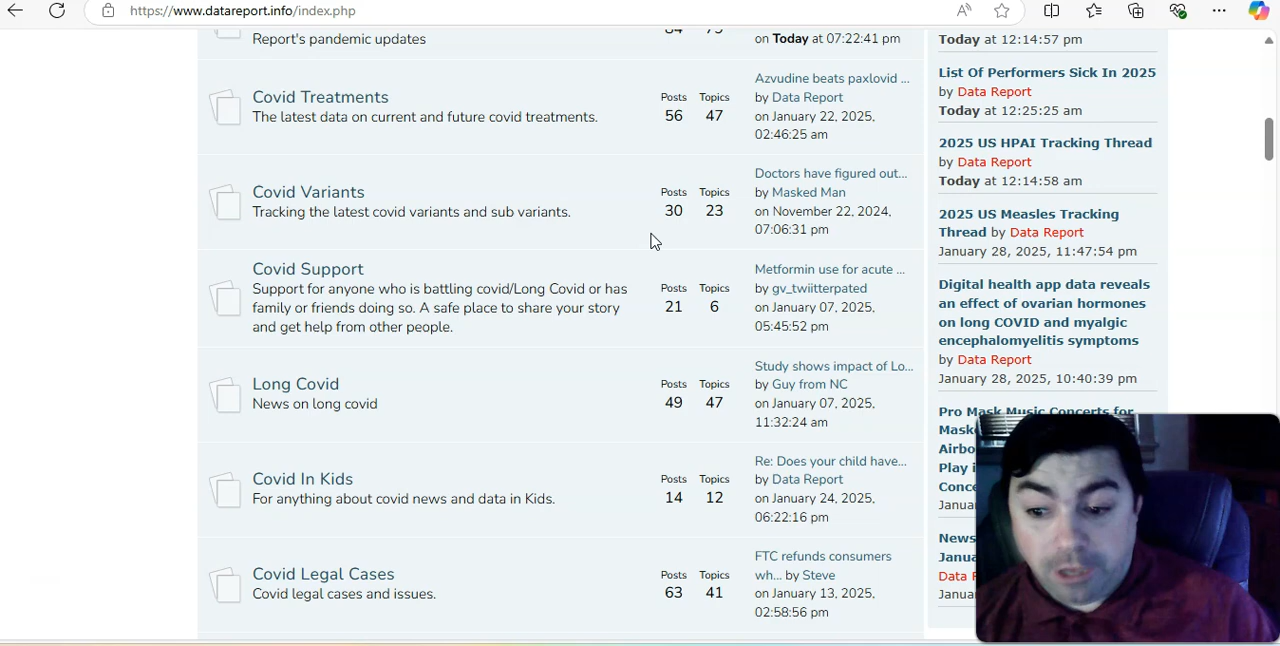 https://www.datareport.info/index.php
Report's pandemic updates
on Today at 07:22:41 pm
Covid Treatments
The latest data on current and future covid treatments.
Posts Topics
56 47
Azvudine beats paxlovid ...
by Data Report
on January 22, 2025,
02:46:25 am
Covid Variants
Tracking the latest covid variants and sub variants.
Posts Topics
30 23
Doctors have figured out...
by Masked Man
on November 22, 2024,
07:06:31 pm
Covid Support
Support for anyone who is battling covid/Long Covid or has
family or friends doing so. A safe place to share your story
and get help from other people.
Posts Topics
21 6
Metformin use for acute ...
by gv_twiitterpated
on January 07, 2025,
05:45:52 pm
Long Covid
News on long covid
Posts Topics
49 47
Study shows impact of Lo...
by Guy from NC
on January 07, 2025,
11:32:24 am
Covid In Kids
For anything about covid news and data in Kids.
Posts Topics
14 12
Re: Does your child have...
by Data Report
on January 24, 2025,
06:22:16 pm
Covid Legal Cases
Covid legal cases and issues.
Posts Topics
63 41
FTC refunds consumers
wh... by Steve
on January 13, 2025,
02:58:56 pm
Today at 12:14:57 pm
List Of Performers Sick In 2025
by Data Report
Today at 12:25:25 am
2025 US HPAI Tracking Thread
by Data Report
Today at 12:14:58 am
2025 US Measles Tracking
Thread by Data Report
January 28, 2025, 11:47:54 pm
Digital health app data reveals
an effect of ovarian hormones
on long COVID and myalgic
encephalomyelitis symptoms
by Data Report
January 28, 2025, 10:40:39 pm
Pro Mask Music Concerts for